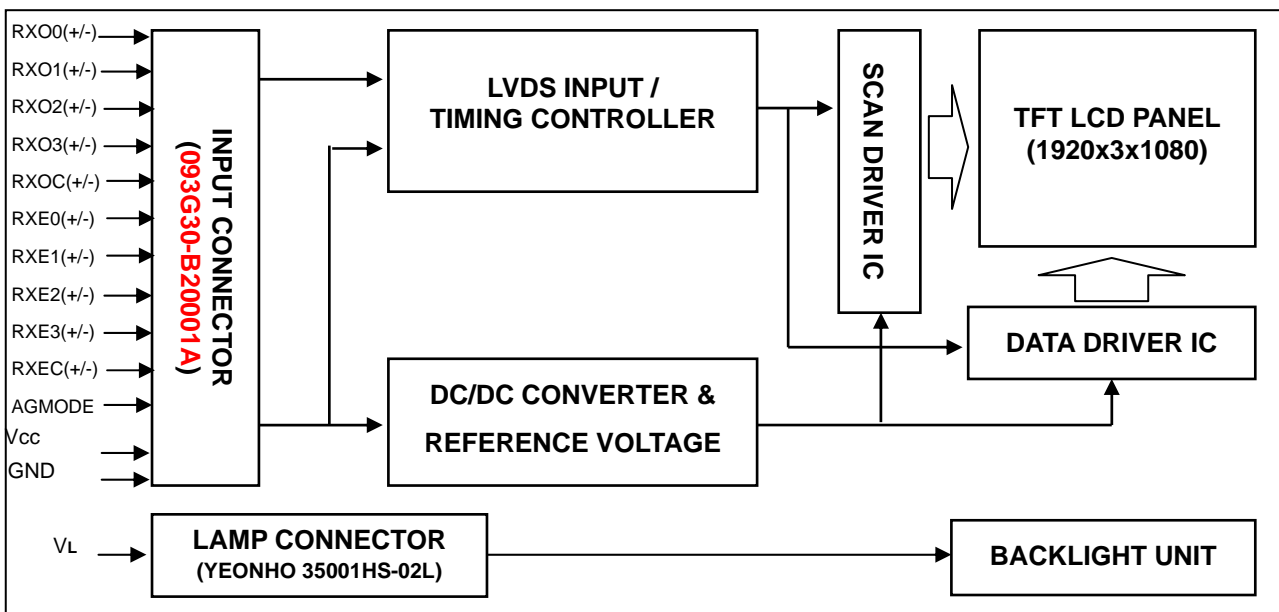 RXO0(+/-)
RXO1(+/-)
RXO2(+/-)
RXO3(+/-)
RXOC(+/-)
RXE0(+/-)
RXE1(+/-)
RXE2(+/-)
RXE3(+/-)
RXEC(+/-)
AGMODE
Vcc
GND
INPUT CONNECTOR
(093G30-B20001A)
LVDS INPUT /
TIMING CONTROLLER
SCAN DRIVER IC
TFT LCD PANEL
(1920x3x1080)
DATA DRIVER IC
DC/DC CONVERTER &
REFERENCE VOLTAGE
VL
LAMP CONNECTOR
(YEONHO 35001HS-02L)
BACKLIGHT UNIT